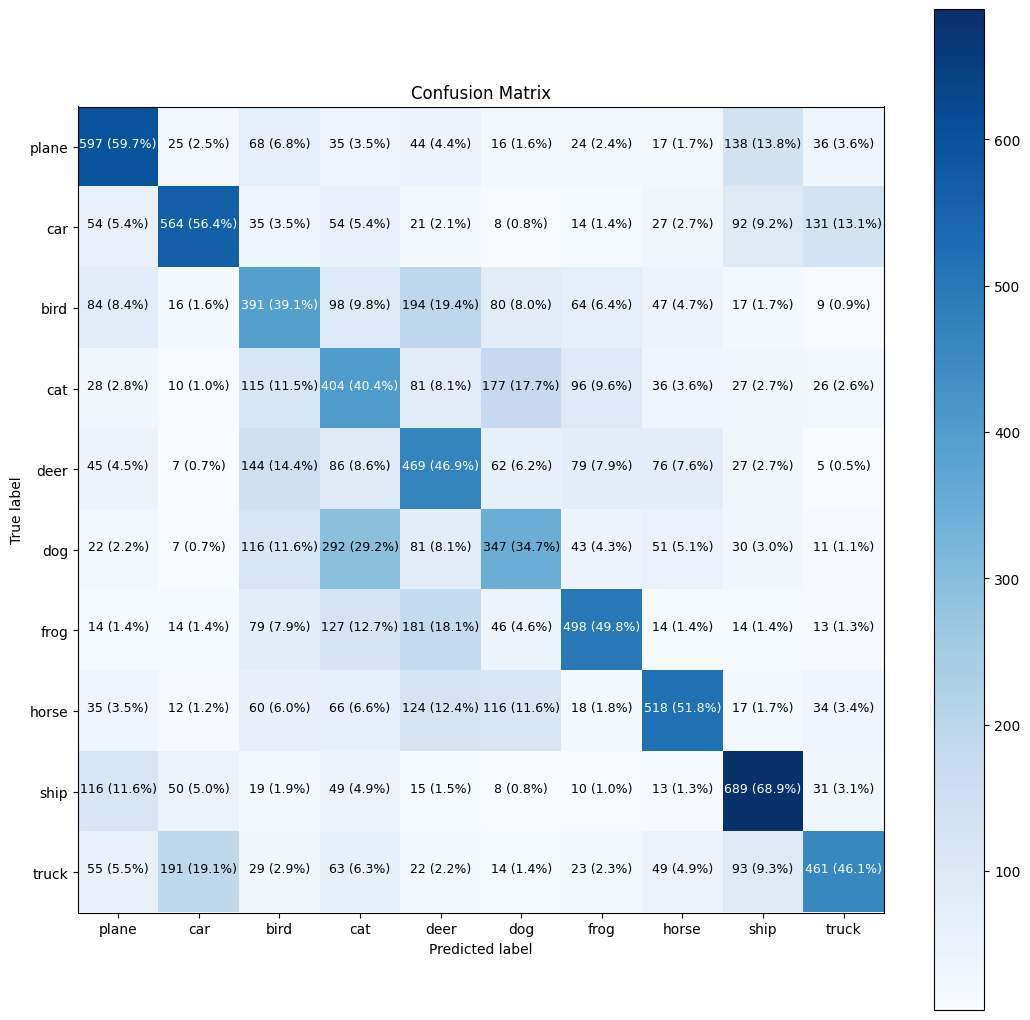 Confusion Matrix
plane 597 (59.7%) 25 (2.5%) 68 (6.8%) 35 (3.5%) 44 (4.4%) 16 (1.6%) 24 (2.4%) 17 (1.7%) 138 (13.8%) 36 (3.6%)
car 54 (5.4%) 564 (56.4%) 35 (3.5%) 54 (5.4%) 21 (2.1%) 8 (0.8%) 14 (1.4%) 27 (2.7%) 92 (9.2%) 131 (13.1%)
bird 84 (8.4%) 16 (1.6%) 391 (39.1%) 98 (9.8%) 194 (19.4%) 80 (8.0%) 64 (6.4%) 47 (4.7%) 17 (1.7%) 9 (0.9%)
cat 28 (2.8%) 10 (1.0%) 115 (11.5%) 404 (40.4%) 81 (8.1%) 177 (17.7%) 96 (9.6%) 36 (3.6%) 27 (2.7%) 26 (2.6%)
deer 45 (4.5%) 7 (0.7%) 144 (14.4%) 86 (8.6%) 469 (46.9%) 62 (6.2%) 79 (7.9%) 76 (7.6%) 27 (2.7%) 5 (0.5%)
dog 22 (2.2%) 7 (0.7%) 116 (11.6%) 292 (29.2%) 81 (8.1%) 347 (34.7%) 43 (4.3%) 51 (5.1%) 30 (3.0%) 11 (1.1%)
frog 14 (1.4%) 14 (1.4%) 79 (7.9%) 127 (12.7%) 181 (18.1%) 46 (4.6%) 498 (49.8%) 14 (1.4%) 14 (1.4%) 13 (1.3%)
horse 35 (3.5%) 12 (1.2%) 60 (6.0%) 66 (6.6%) 124 (12.4%) 116 (11.6%) 18 (1.8%) 518 (51.8%) 17 (1.7%) 34 (3.4%)
ship 116 (11.6%) 50 (5.0%) 19 (1.9%) 49 (4.9%) 15 (1.5%) 8 (0.8%) 10 (1.0%) 13 (1.3%) 689 (68.9%) 31 (3.1%)
truck 55 (5.5%) 191 (19.1%) 29 (2.9%) 63 (6.3%) 22 (2.2%) 14 (1.4%) 23 (2.3%) 49 (4.9%) 93 (9.3%) 461 (46.1%)
plane car bird cat deer dog frog horse ship truck
Predicted label
True label
600
500
400
300
200
100